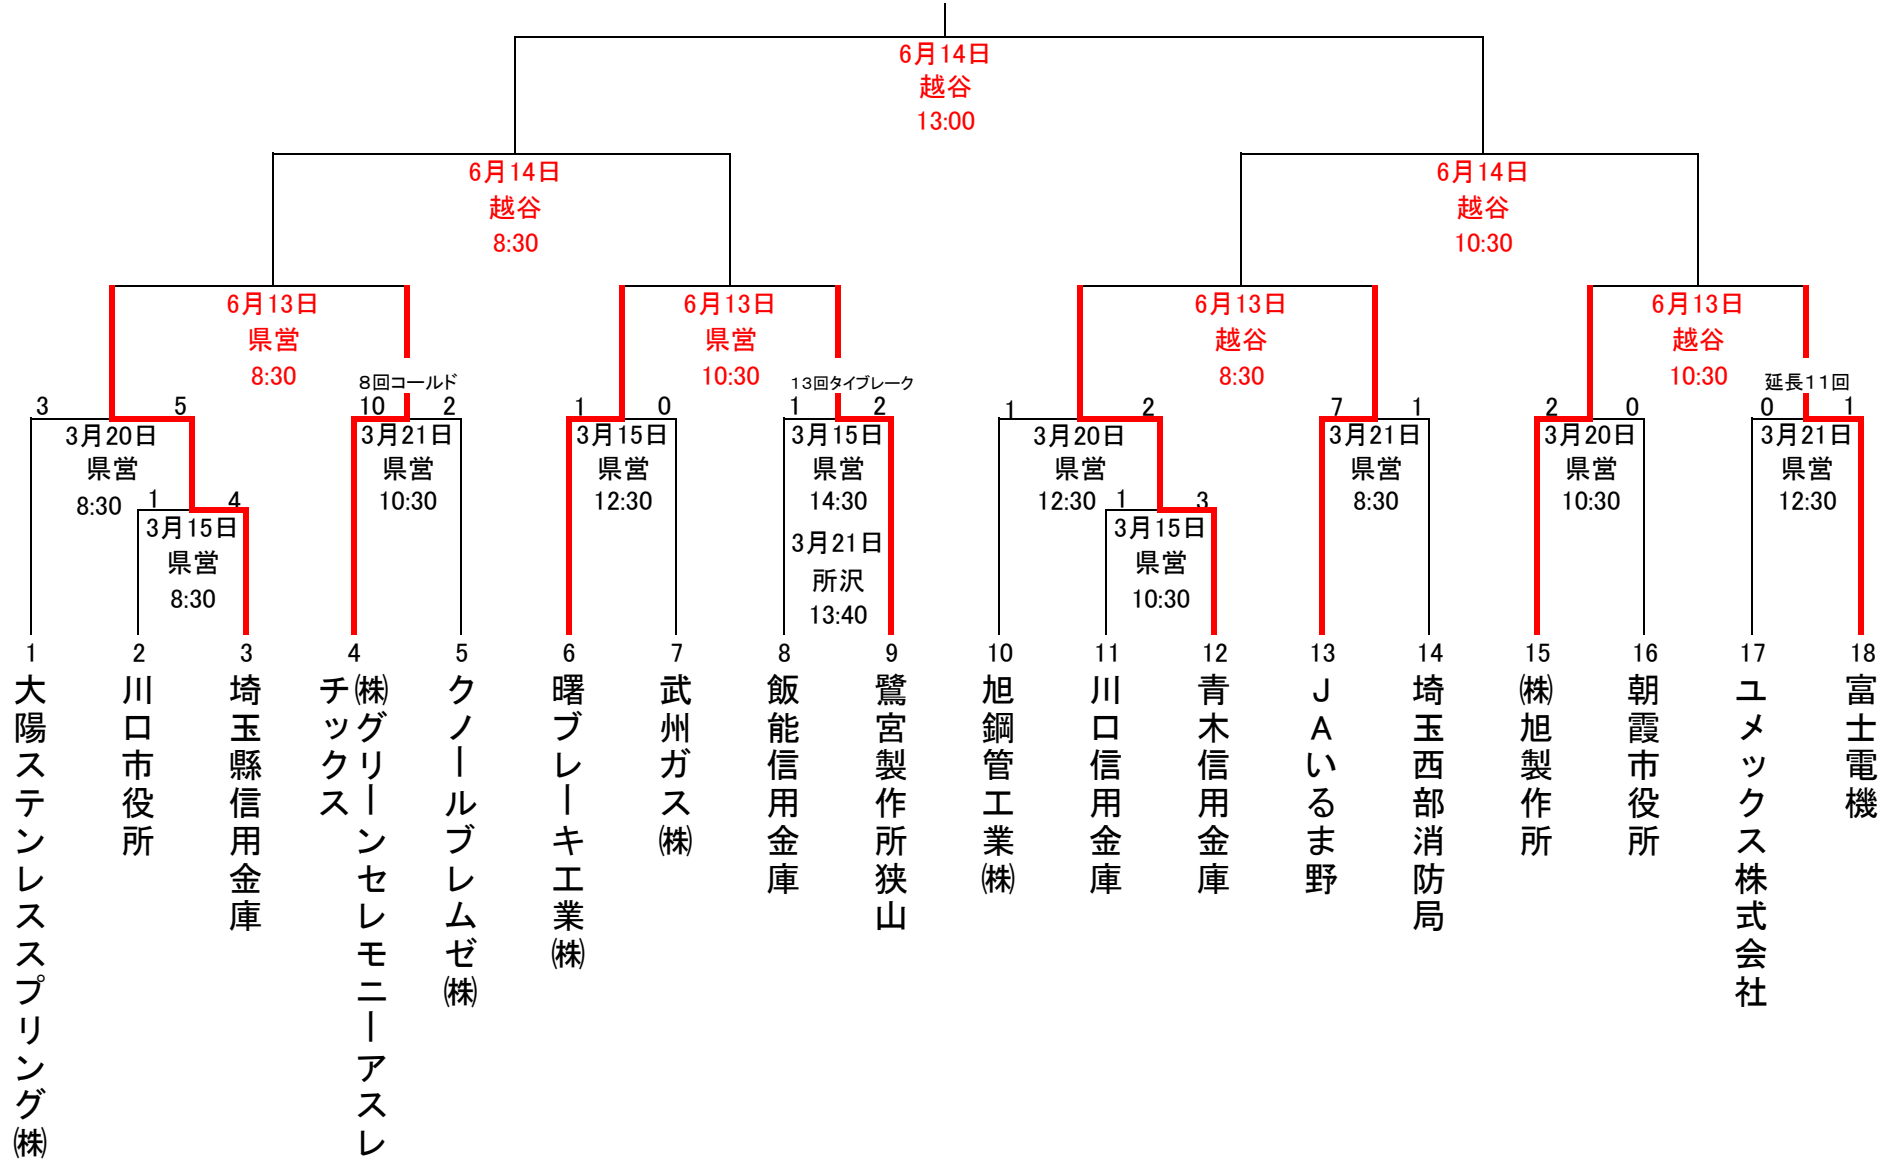 6月14日
越谷
13:00
6月14日
越谷
8:30
6月14日
越谷
10:30
6月13日
県営
8:30
6月13日
県営
10:30
6月13日
越谷
8:30
6月13日
越谷
10:30
8回コールド
13回タイブレーク
延長11回
3 5
10 2
1 0
1 2
1 2
7 1
2 0
0 1
3月20日
県営
8:30
3月21日
県営
10:30
3月15日
県営
12:30
3月15日
県営
14:30
3月21日
所沢
13:40
3月20日
県営
12:30
3月21日
県営
8:30
3月20日
県営
10:30
3月21日
県営
12:30
1 4
3月15日
県営
8:30
1 3
3月15日
県営
10:30
1 2 3 4 5 6 7 8 9 10 11 12 13 14 15 16 17 18
大陽ステンレススプリング㈱
川口市役所
埼玉縣信用金庫
㈱グリーンセレモニーアスレ
チックス
クノールブレムゼ㈱
曙ブレーキ工業㈱
武州ガス㈱
飯能信用金庫
鷺宮製作所狭山
旭鋼管工業㈱
川口信用金庫
青木信用金庫
JAいるま野
埼玉西部消防局
㈱旭製作所
朝霞市役所
ユメックス株式会社
富士電機